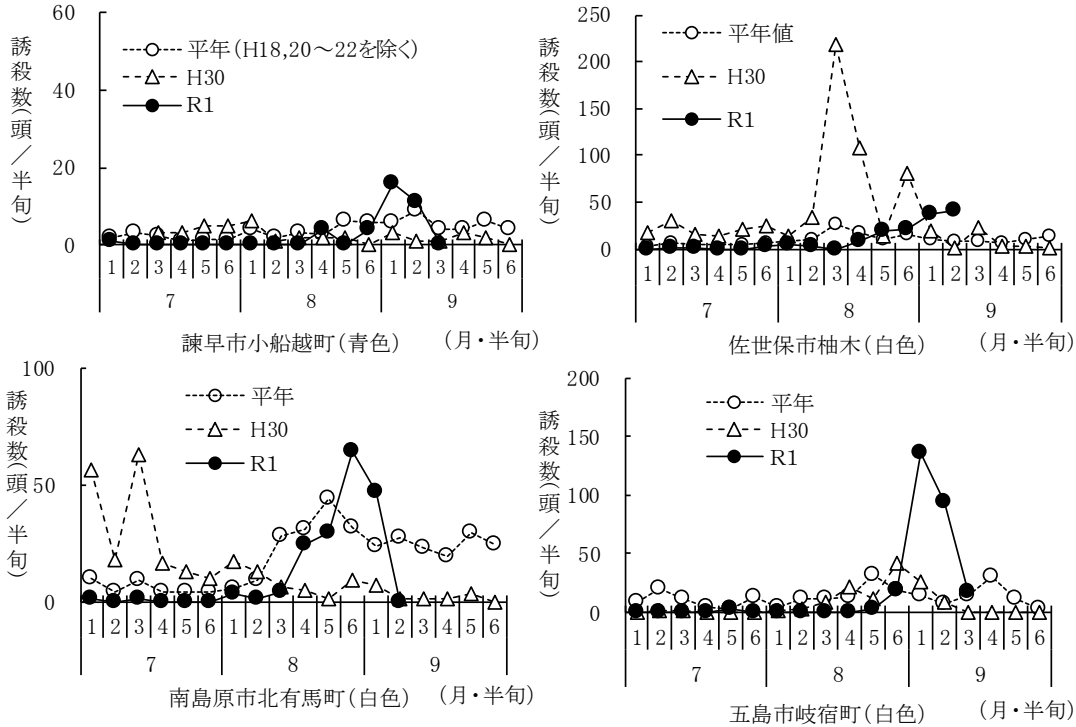 誘殺数(頭／半旬)
60
40
20
0
平年(H18,20～22を除く)
H30
R1
1 2 3 4 5 6 1 2 3 4 5 6 1 2 3 4 5 6
7 8 9
諫早市小船越町(青色) (月・半旬)
誘殺数(頭／半旬)
250
200
150
100
50
0
平年値
H30
R1
1 2 3 4 5 6 1 2 3 4 5 6 1 2 3 4 5 6
7 8 9
佐世保市柚木(白色) (月・半旬)
誘殺数(頭／半旬)
100
50
0
平年
H30
R1
1 2 3 4 5 6 1 2 3 4 5 6 1 2 3 4 5 6
7 8 9
南島原市北有馬町(白色) (月・半旬)
誘殺数(頭／半旬)
200
150
100
50
0
平年
H30
R1
1 2 3 4 5 6 1 2 3 4 5 6 1 2 3 4 5 6
7 8 9
五島市岐宿町(白色) (月・半旬)